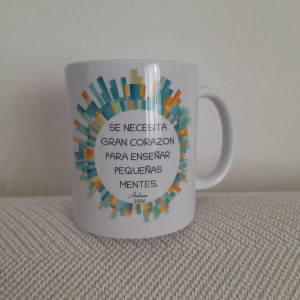 SE NECESITA
GRAN CORAZON
PARA ENSEÑAR
PEQUEÑAS
MENTES.